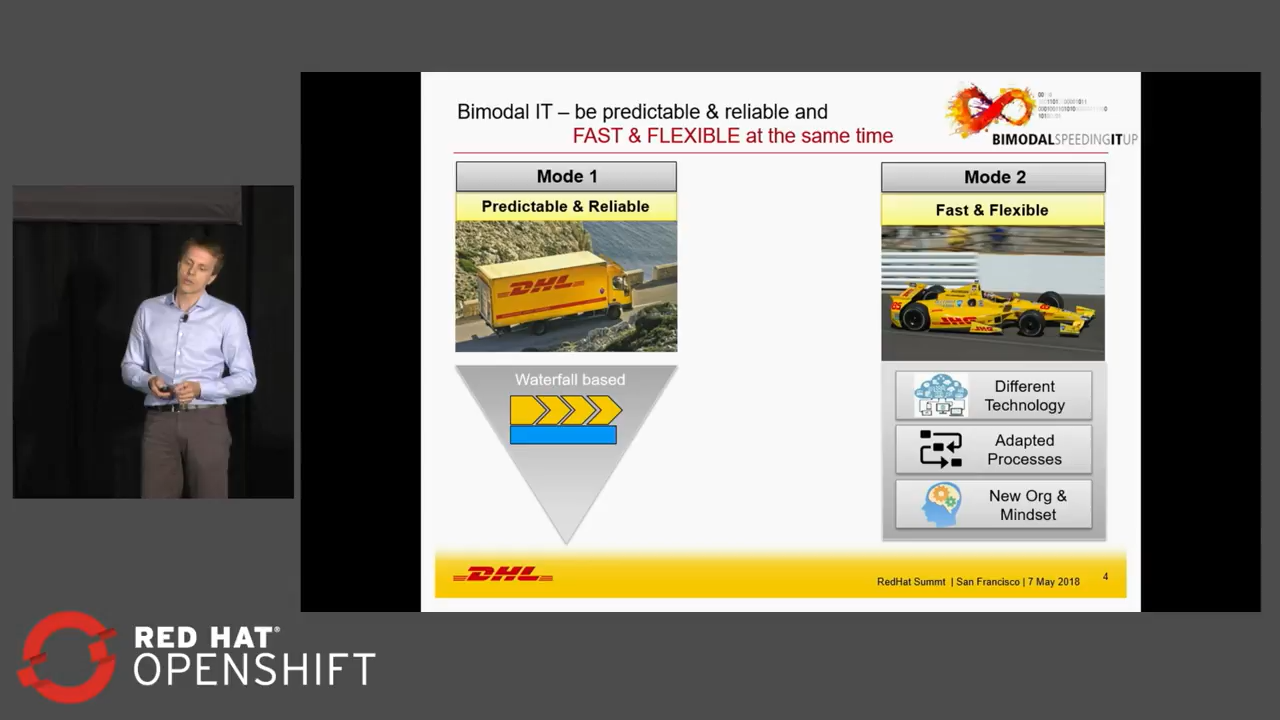 Bimodal IT – be predictable & reliable and
FAST & FLEXIBLE at the same time
BIMODALSPEEDINGITUP
Mode 1
Predictable & Reliable
DHL
Waterfall based
Mode 2
Fast & Flexible
DHL
Different
Technology
Adapted
Processes
New Org &
Mindset
DHL
RedHat Summt | San Francisco | 7 May 2018
4
RED HAT®
OPENSHIFT